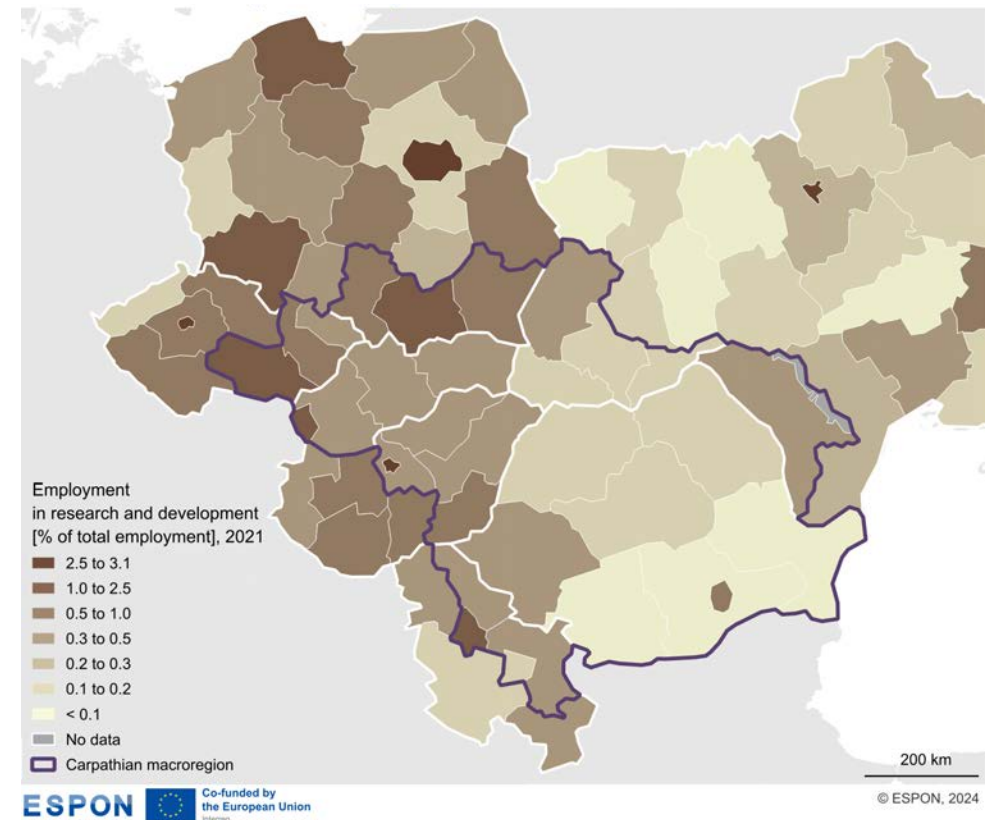 Employment
in research and development
[% of total employment], 2021
2.5 to 3.1
1.0 to 2.5
0.5 to 1.0
0.3 to 0.5
0.2 to 0.3
0.1 to 0.2
< 0.1
No data
Carpathian macroregion
200 km
ESPON
Co-funded by
the European Union
Interreg
© ESPON, 2024